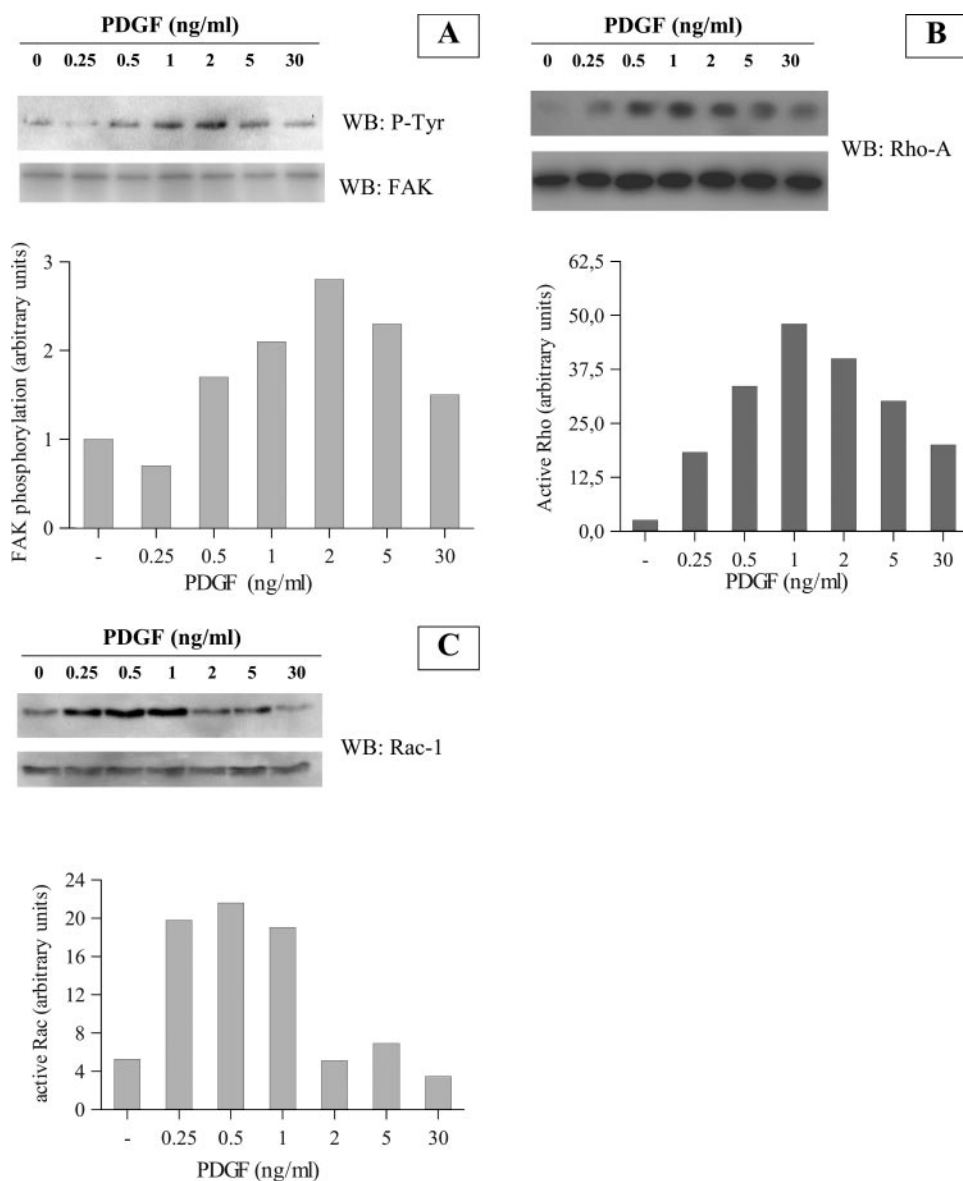 PDGF (ng/ml)
A
0 0.25 0.5 1 2 5 30
WB: P-Tyr
WB: FAK
FAK phosphorylation (arbitrary units)
3
2
1
0
- 0.25 0.5 1 2 5 30
PDGF (ng/ml)
PDGF (ng/ml)
B
0 0.25 0.5 1 2 5 30
WB: Rho-A
Active Rho (arbitrary units)
62,5
50,0
37,5
25,0
12,5
0,0
- 0.25 0.5 1 2 5 30
PDGF (ng/ml)
PDGF (ng/ml)
C
0 0.25 0.5 1 2 5 30
WB: Rac-1
active Rac (arbitrary units)
24
20
16
12
8
4
0
- 0.25 0.5 1 2 5 30
PDGF (ng/ml)